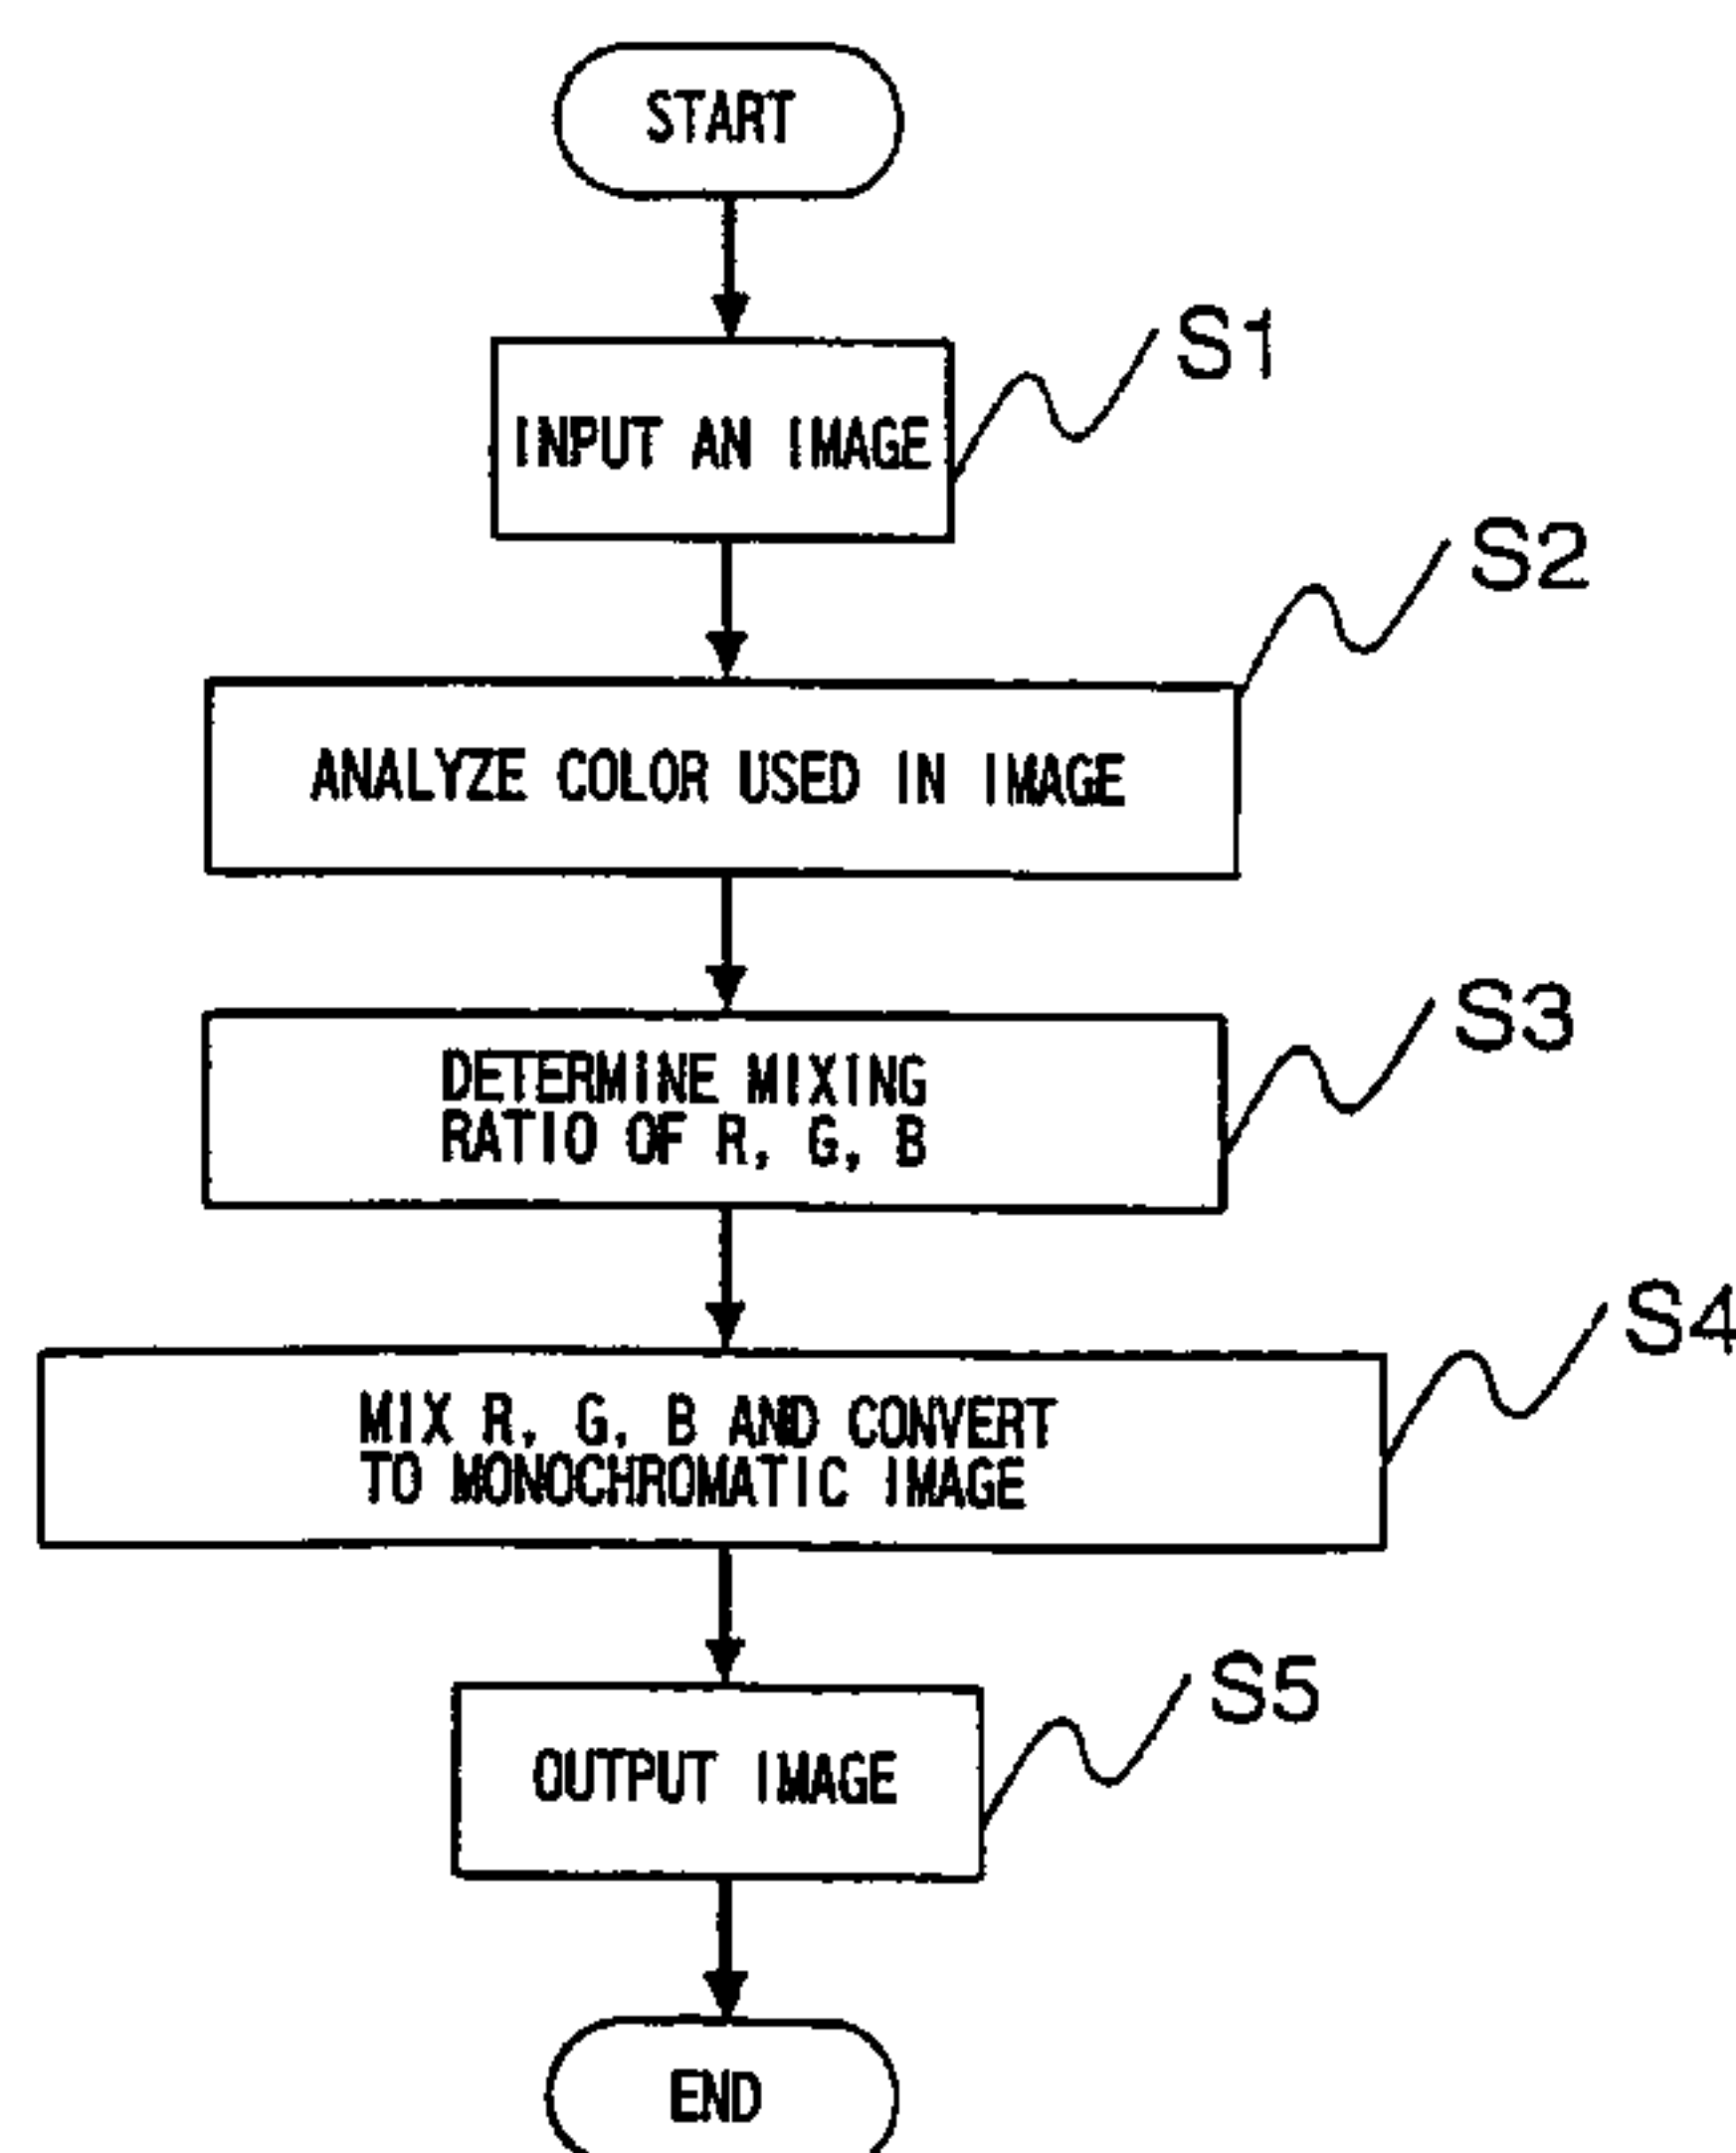 START
S1
INPUT AN IMAGE
S2
ANALYZE COLOR USED IN IMAGE
S3
DETERMINE MIXING
RATIO OF R, G, B
S4
MIX R, G, B AND CONVERT
TO MONOCHROMATIC IMAGE
S5
OUTPUT IMAGE
END